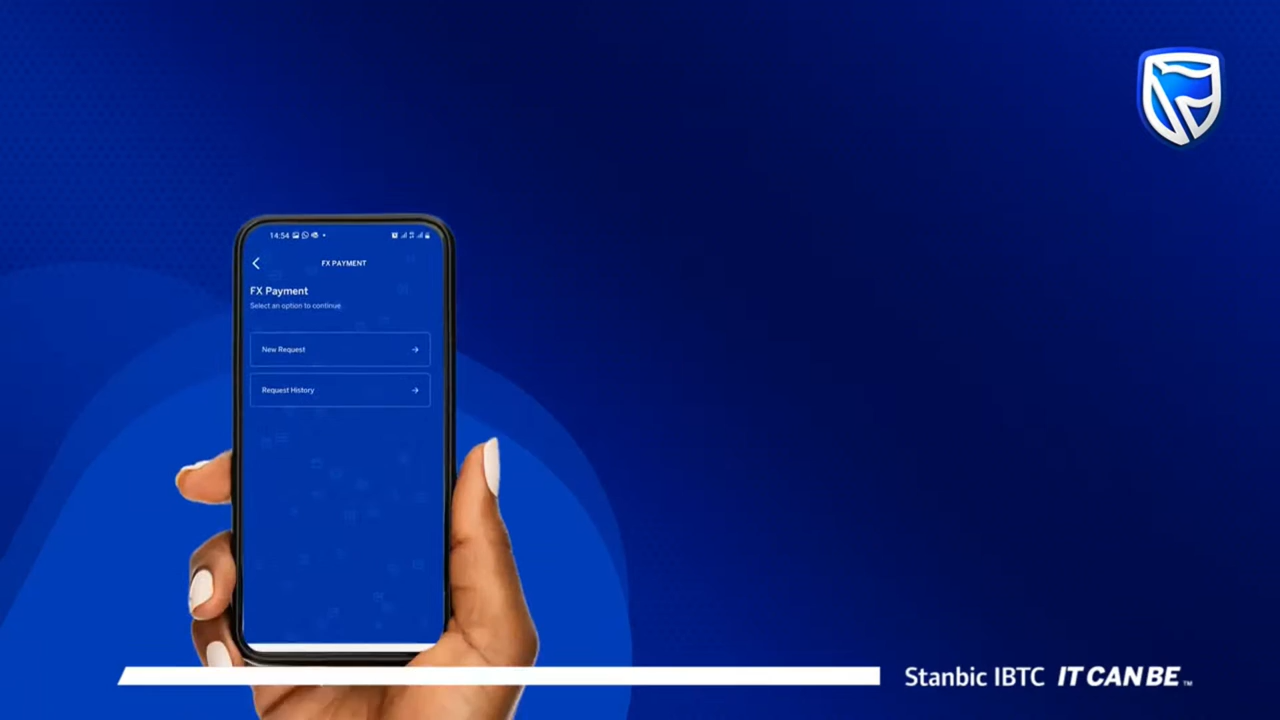 14:54
FX PAYMENT
FX Payment
Select an option to continue
New Request
Request History
Stanbic IBTC IT CAN BE™